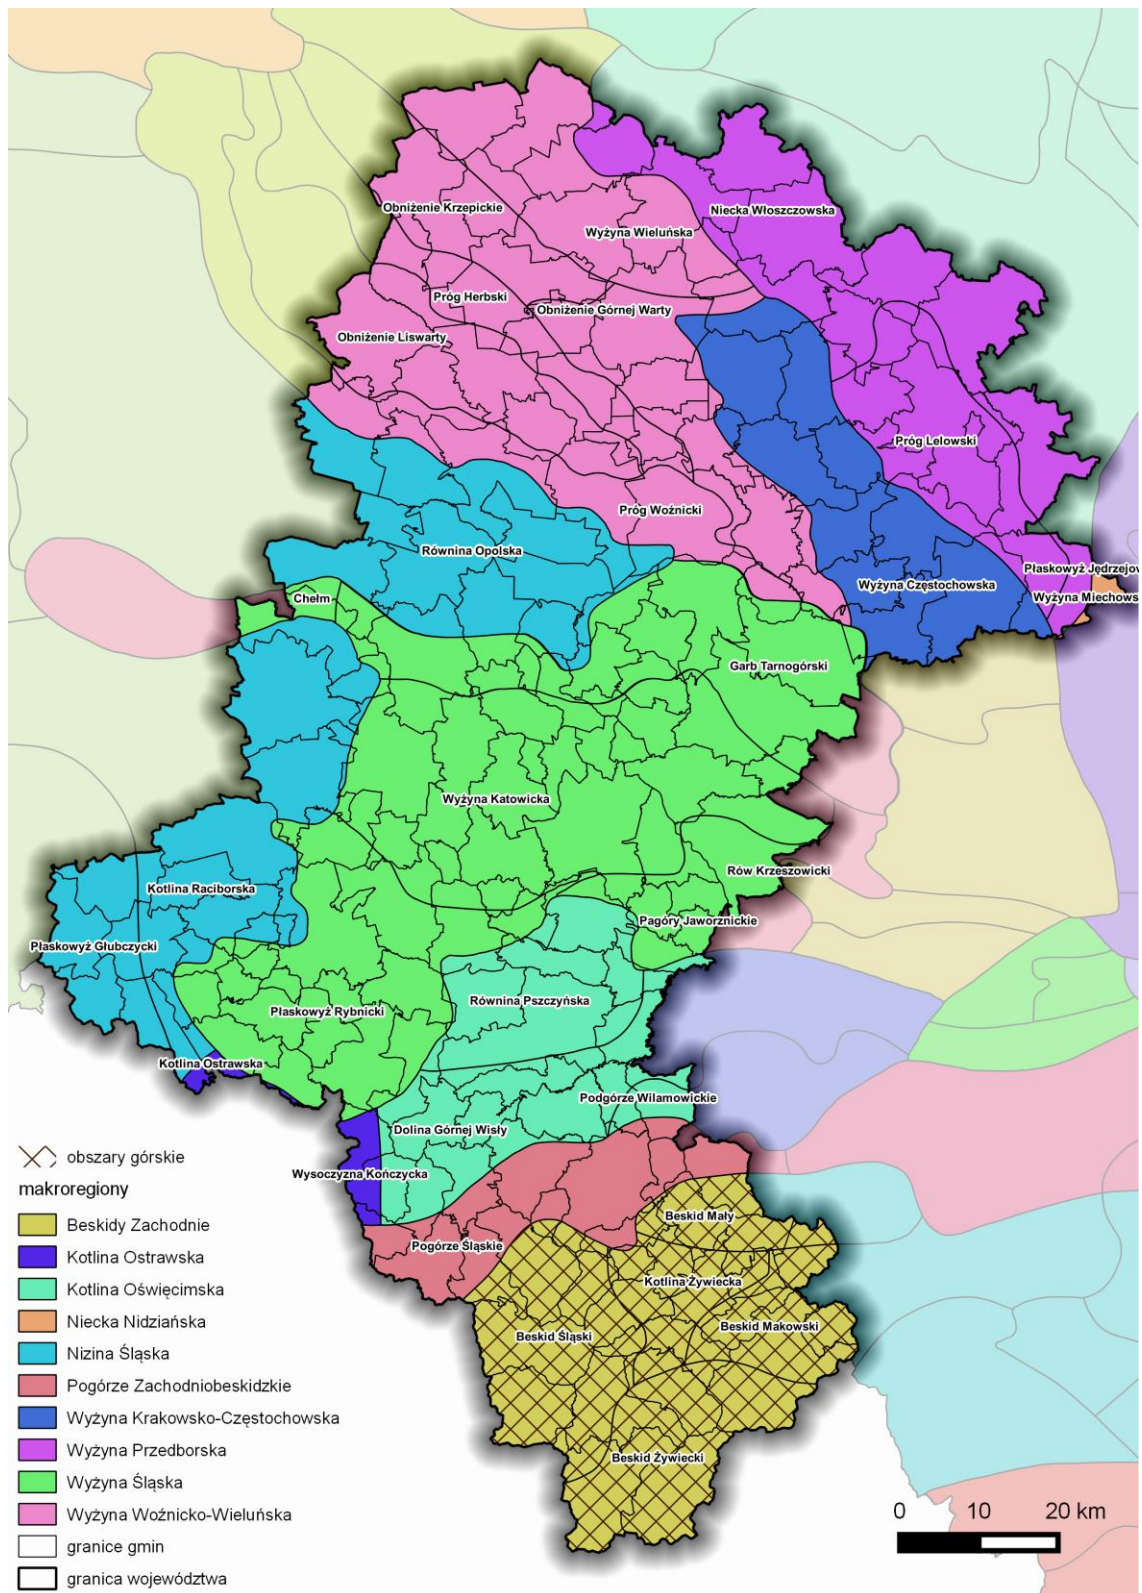 Obniżenie Krzepickie
Niecka Włoszczowska
Wyżyna Wieluńska
Próg Herbski
Obniżenie Górnej Warty
Obniżenie Liswarty
Próg Lelowski
Próg Woźnicki
Równina Opolska
Płaskowyż Jędrzejow
Wyżyna Częstochowska
Wyżyna Miechows
Chełm
Garb Tarnogórski
Wyżyna Katowicka
Rów Krzeszowicki
Kotlina Raciborska
Pagóry Jaworznickie
Płaskowyż Głubczycki
Równina Pszczyńska
Płaskowyż Rybnicki
Kotlina Ostrawska
Podgórze Wilamowickie
Dolina Górnej Wisły
Wysoczyzna Kończycka
Beskid Mały
Pogórze Śląskie
Kotlina Żywiecka
Beskid Śląski
Beskid Makowski
Beskid Żywiecki
obszary górskie
makroregiony
Beskidy Zachodnie
Kotlina Ostrawska
Kotlina Oświęcimska
Niecka Nidziańska
Nizina Śląska
Pogórze Zachodniobeskidzkie
Wyżyna Krakowsko-Częstochowska
Wyżyna Przedborska
Wyżyna Śląska
Wyżyna Woźnicko-Wieluńska
granice gmin
granica województwa
0 10 20 km